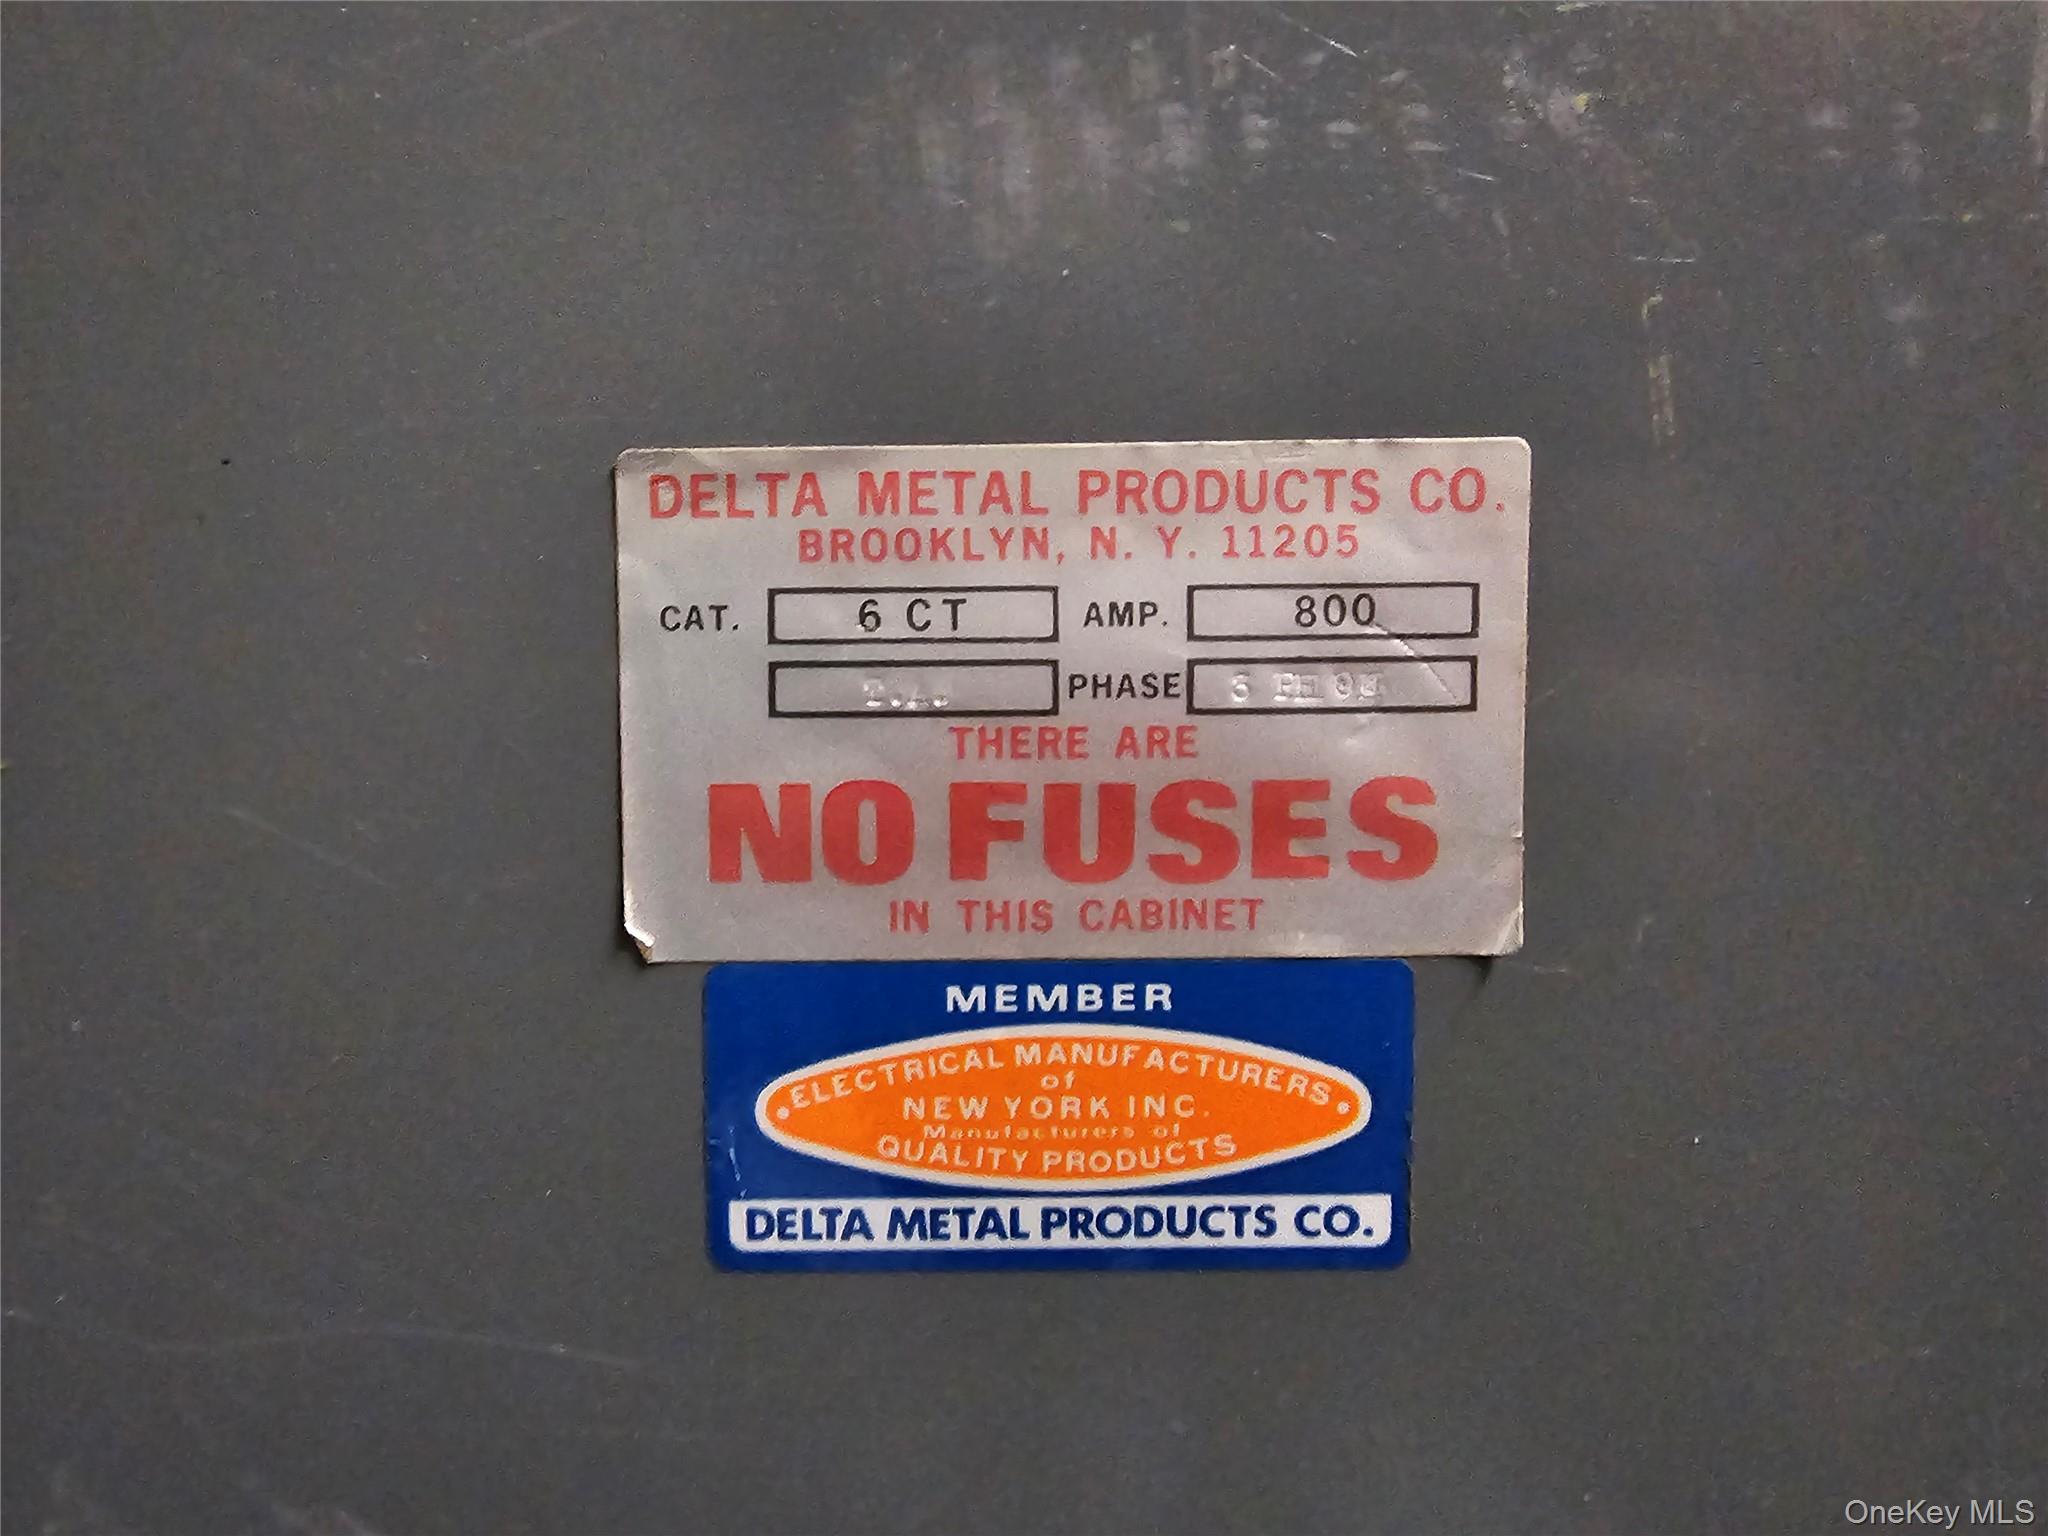 DELTA METAL PRODUCTS CO.
BROOKLYN, N. Y. 11205
CAT. 6 CT AMP. 800
PHASE 3
THERE ARE
NO FUSES
IN THIS CABINET
MEMBER
ELECTRICAL MANUFACTURERS
of
NEW YORK INC.
Manufacturers of
QUALITY PRODUCTS
DELTA METAL PRODUCTS CO.
OneKey MLS